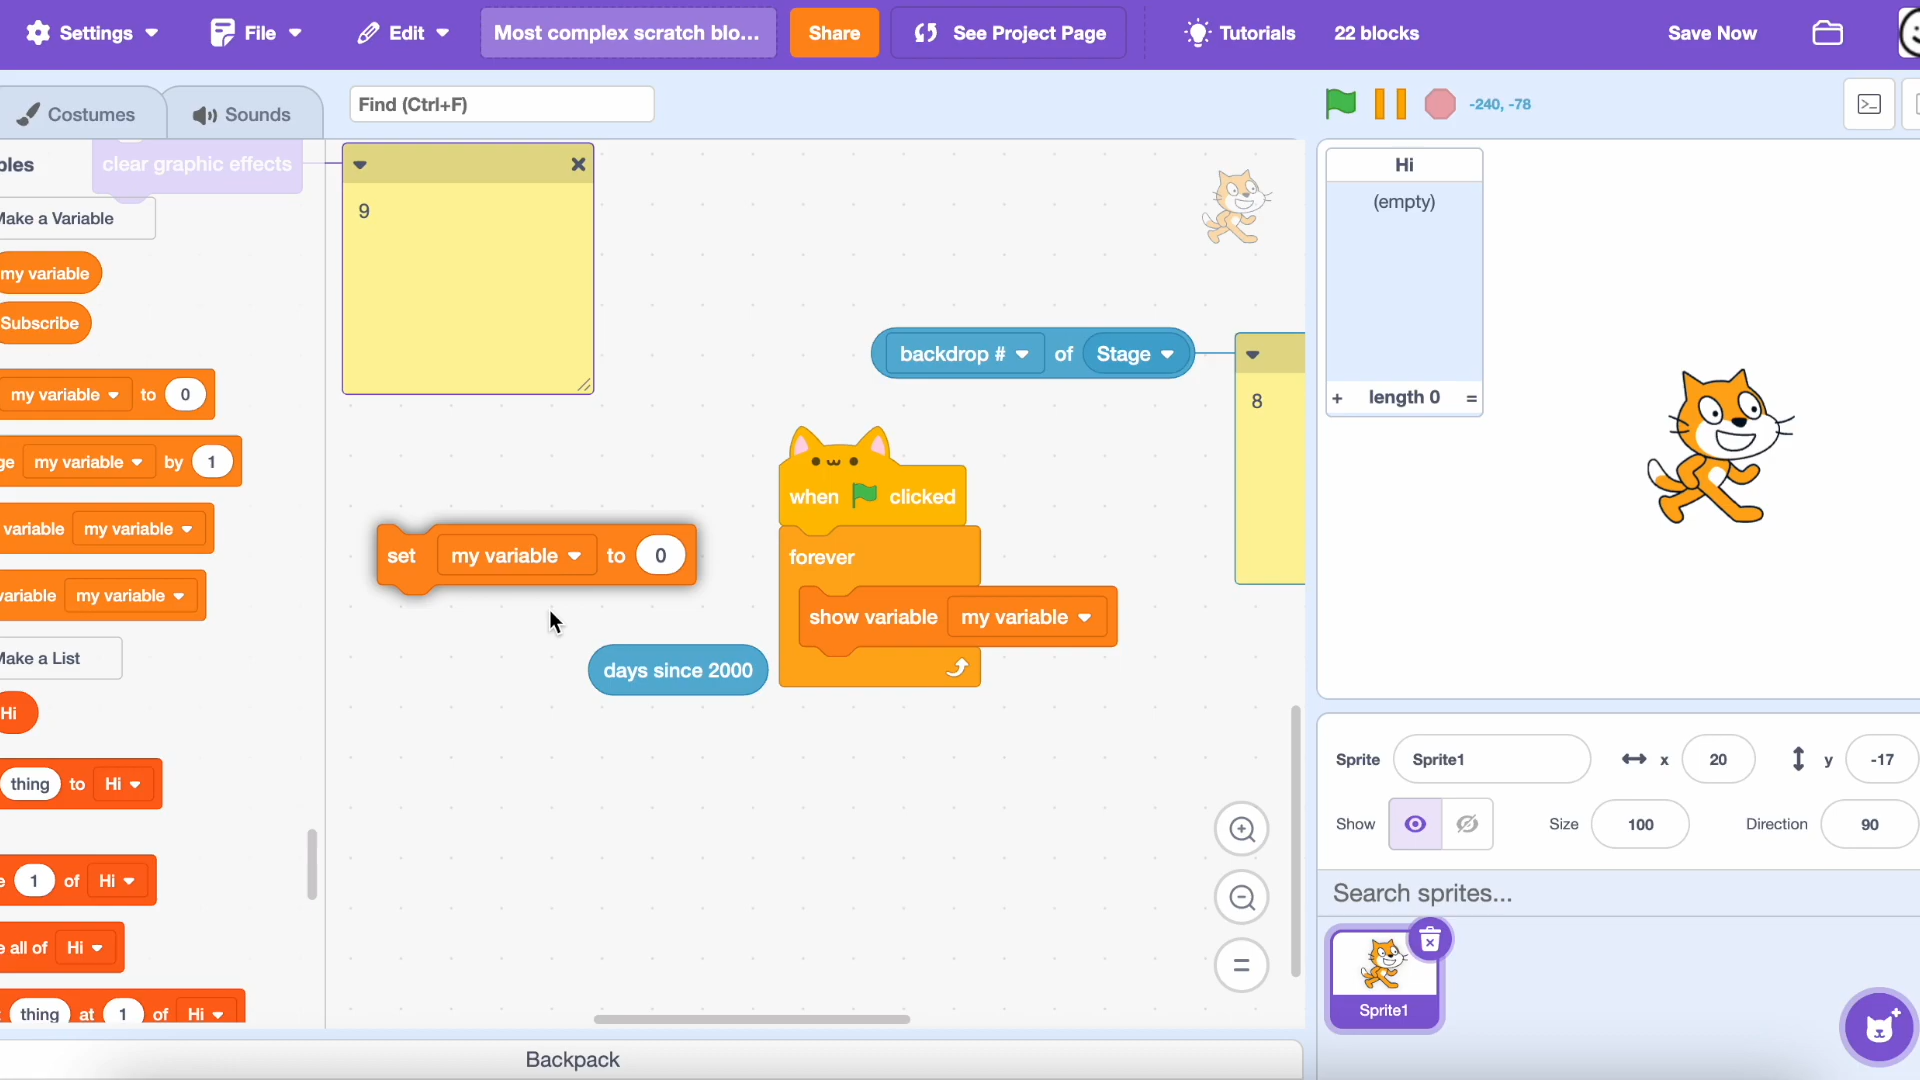 Settings File Edit Most complex scratch blo... Share See Project Page Tutorials 22 blocks Save Now
Costumes Sounds Find (Ctrl+F) -240, -78
clear graphic effects
Make a Variable
my variable
Subscribe
my variable to 0
my variable by 1
variable my variable
variable my variable
Make a List
Hi
thing to Hi
1 of Hi
all of Hi
thing at 1 of Hi
9
backdrop # of Stage
8
when clicked
forever
show variable my variable
set my variable to 0
days since 2000
Hi
(empty)
+ length 0 =
Sprite Sprite1 x 20 y -17
Show Size 100 Direction 90
Search sprites...
Sprite1
Backpack